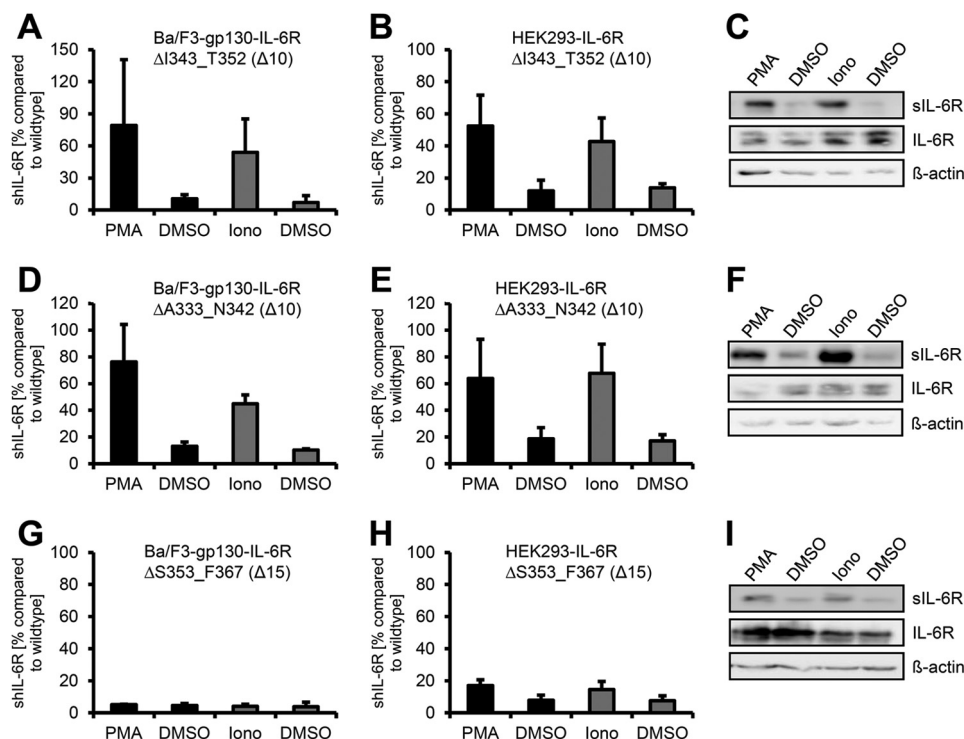 A
Ba/F3-gp130-IL-6R
ΔI343_T352 (Δ10)
shIL-6R [% compared
to wildtype]
150
120
90
60
30
0
PMA DMSO Iono DMSO
B
HEK293-IL-6R
ΔI343_T352 (Δ10)
shIL-6R [% compared
to wildtype]
100
80
60
40
20
0
PMA DMSO Iono DMSO
C
PMA DMSO Iono DMSO
sIL-6R
IL-6R
ß-actin
D
Ba/F3-gp130-IL-6R
ΔA333_N342 (Δ10)
shIL-6R [% compared
to wildtype]
120
100
80
60
40
20
0
PMA DMSO Iono DMSO
E
HEK293-IL-6R
ΔA333_N342 (Δ10)
shIL-6R [% compared
to wildtype]
120
100
80
60
40
20
0
PMA DMSO Iono DMSO
F
PMA DMSO Iono DMSO
sIL-6R
IL-6R
ß-actin
G
Ba/F3-gp130-IL-6R
ΔS353_F367 (Δ15)
shIL-6R [% compared
to wildtype]
100
80
60
40
20
0
PMA DMSO Iono DMSO
H
HEK293-IL-6R
ΔS353_F367 (Δ15)
shIL-6R [% compared
to wildtype]
100
80
60
40
20
0
PMA DMSO Iono DMSO
I
PMA DMSO Iono DMSO
sIL-6R
IL-6R
ß-actin